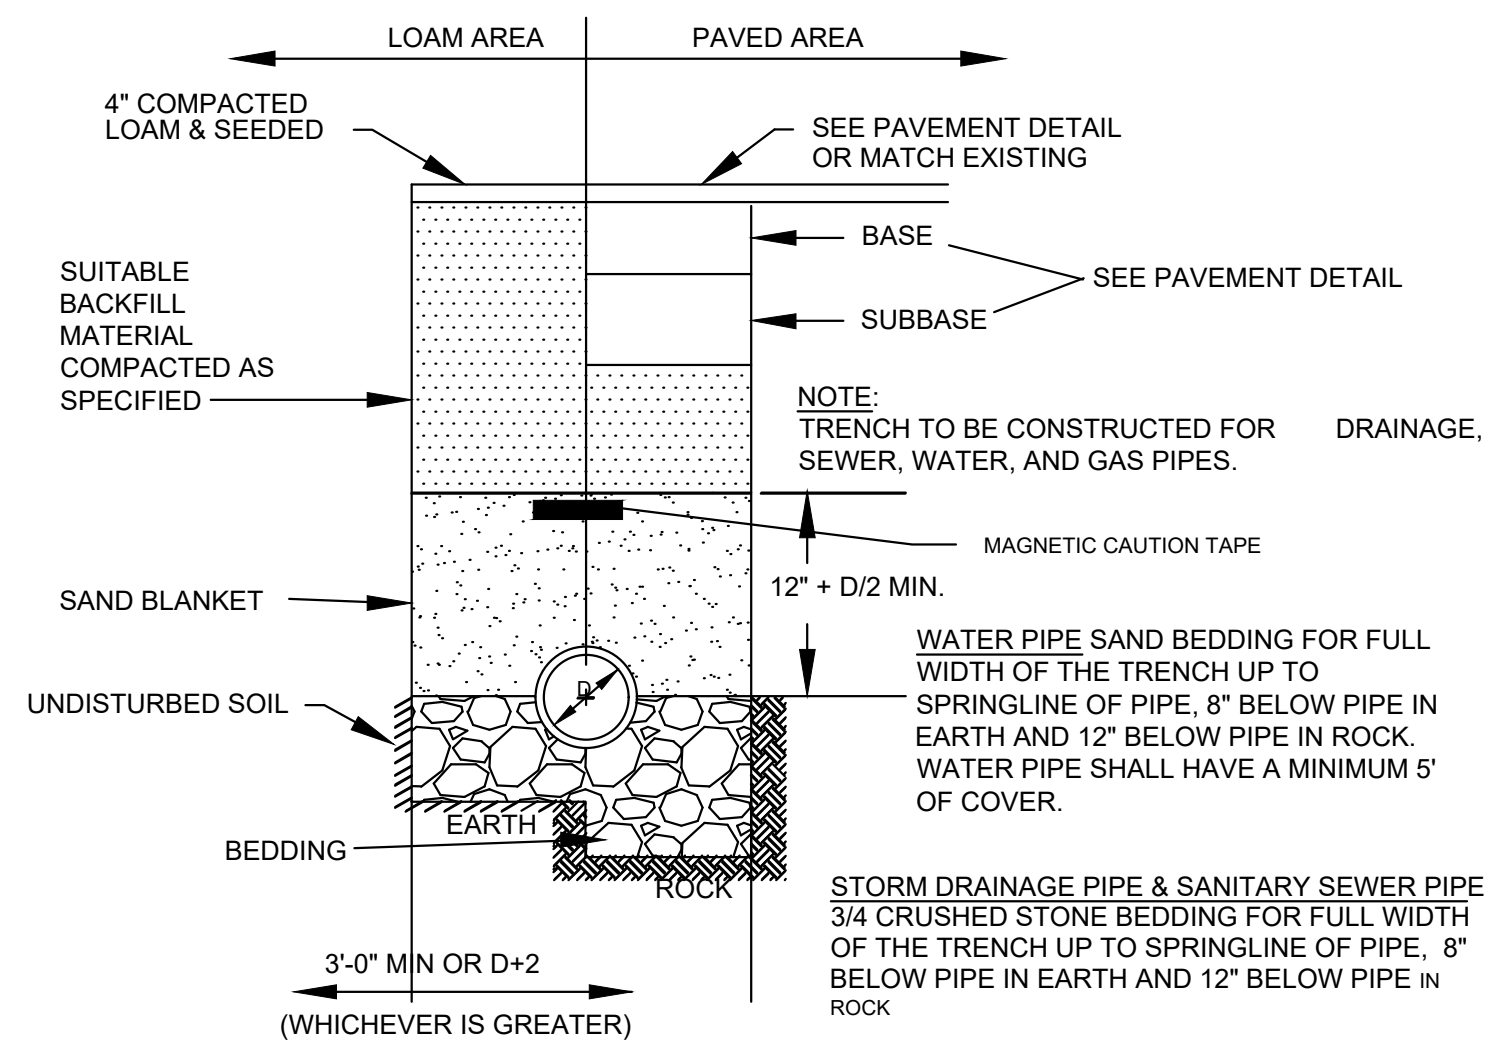 LOAM AREA
PAVED AREA
4" COMPACTED
LOAM & SEEDED
SEE PAVEMENT DETAIL
OR MATCH EXISTING
BASE
SUITABLE
BACKFILL
MATERIAL
COMPACTED AS
SPECIFIED
SEE PAVEMENT DETAIL
SUBBASE
NOTE:
TRENCH TO BE CONSTRUCTED FOR DRAINAGE,
SEWER, WATER, AND GAS PIPES.
MAGNETIC CAUTION TAPE
12" + D/2 MIN.
SAND BLANKET
WATER PIPE SAND BEDDING FOR FULL
WIDTH OF THE TRENCH UP TO
SPRINGLINE OF PIPE, 8" BELOW PIPE IN
EARTH AND 12" BELOW PIPE IN ROCK.
WATER PIPE SHALL HAVE A MINIMUM 5'
OF COVER.
D
UNDISTURBED SOIL
EARTH
BEDDING
ROCK
STORM DRAINAGE PIPE & SANITARY SEWER PIPE
3/4 CRUSHED STONE BEDDING FOR FULL WIDTH
OF THE TRENCH UP TO SPRINGLINE OF PIPE, 8"
BELOW PIPE IN EARTH AND 12" BELOW PIPE IN
ROCK
3'-0" MIN OR D+2
(WHICHEVER IS GREATER)